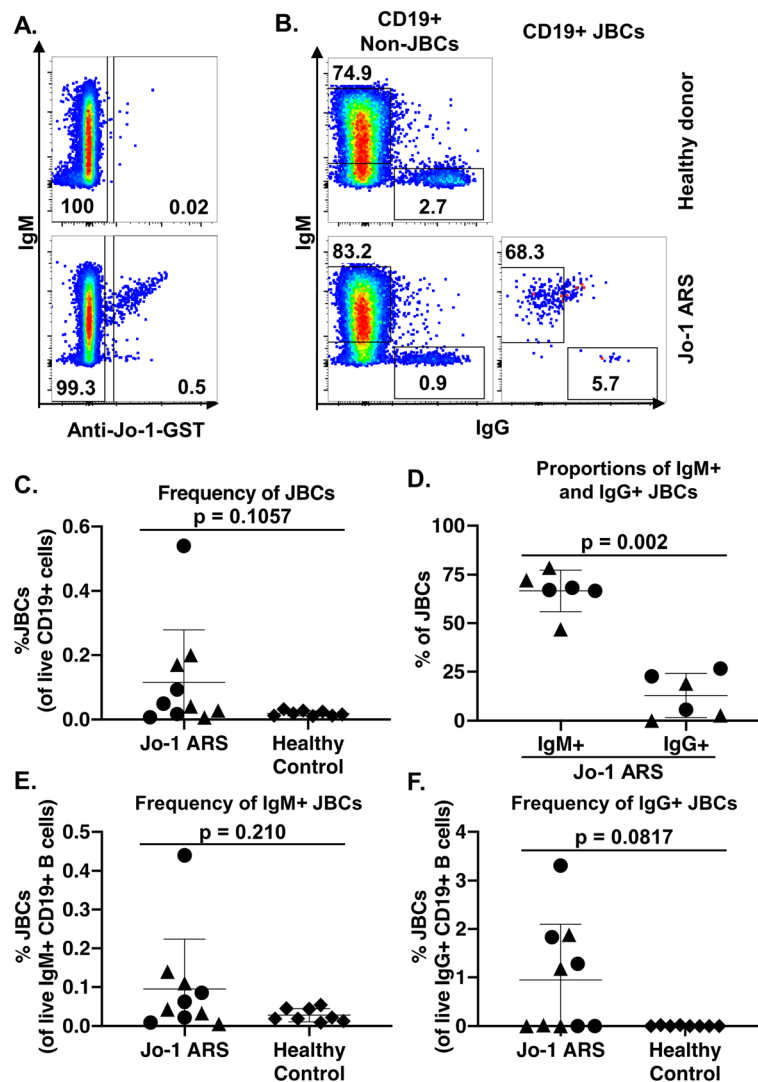 A.
B.
CD19+
Non-JBCs
CD19+ JBCs
74.9
100
0.02
2.7
Healthy donor
IgM
IgM
83.2
68.3
99.3
0.5
0.9
5.7
Jo-1 ARS
Anti-Jo-1-GST
IgG
C.
Frequency of JBCs
p = 0.1057
%JBCs
(of live CD19+ cells)
0.6
0.4
0.2
0.0
Jo-1 ARS
Healthy
Control
D.
Proportions of IgM+
and IgG+ JBCs
p = 0.002
% of JBCs
100
75
50
25
0
IgM+
IgG+
Jo-1 ARS
E.
Frequency of IgM+ JBCs
p = 0.210
% JBCs
(of live IgM+ CD19+ B cells)
0.5
0.4
0.3
0.2
0.1
0.0
Jo-1 ARS
Healthy
Control
F.
Frequency of IgG+ JBCs
p = 0.0817
% JBCs
(of live IgG+ CD19+ B cells)
4
3
2
1
0
Jo-1 ARS
Healthy
Control